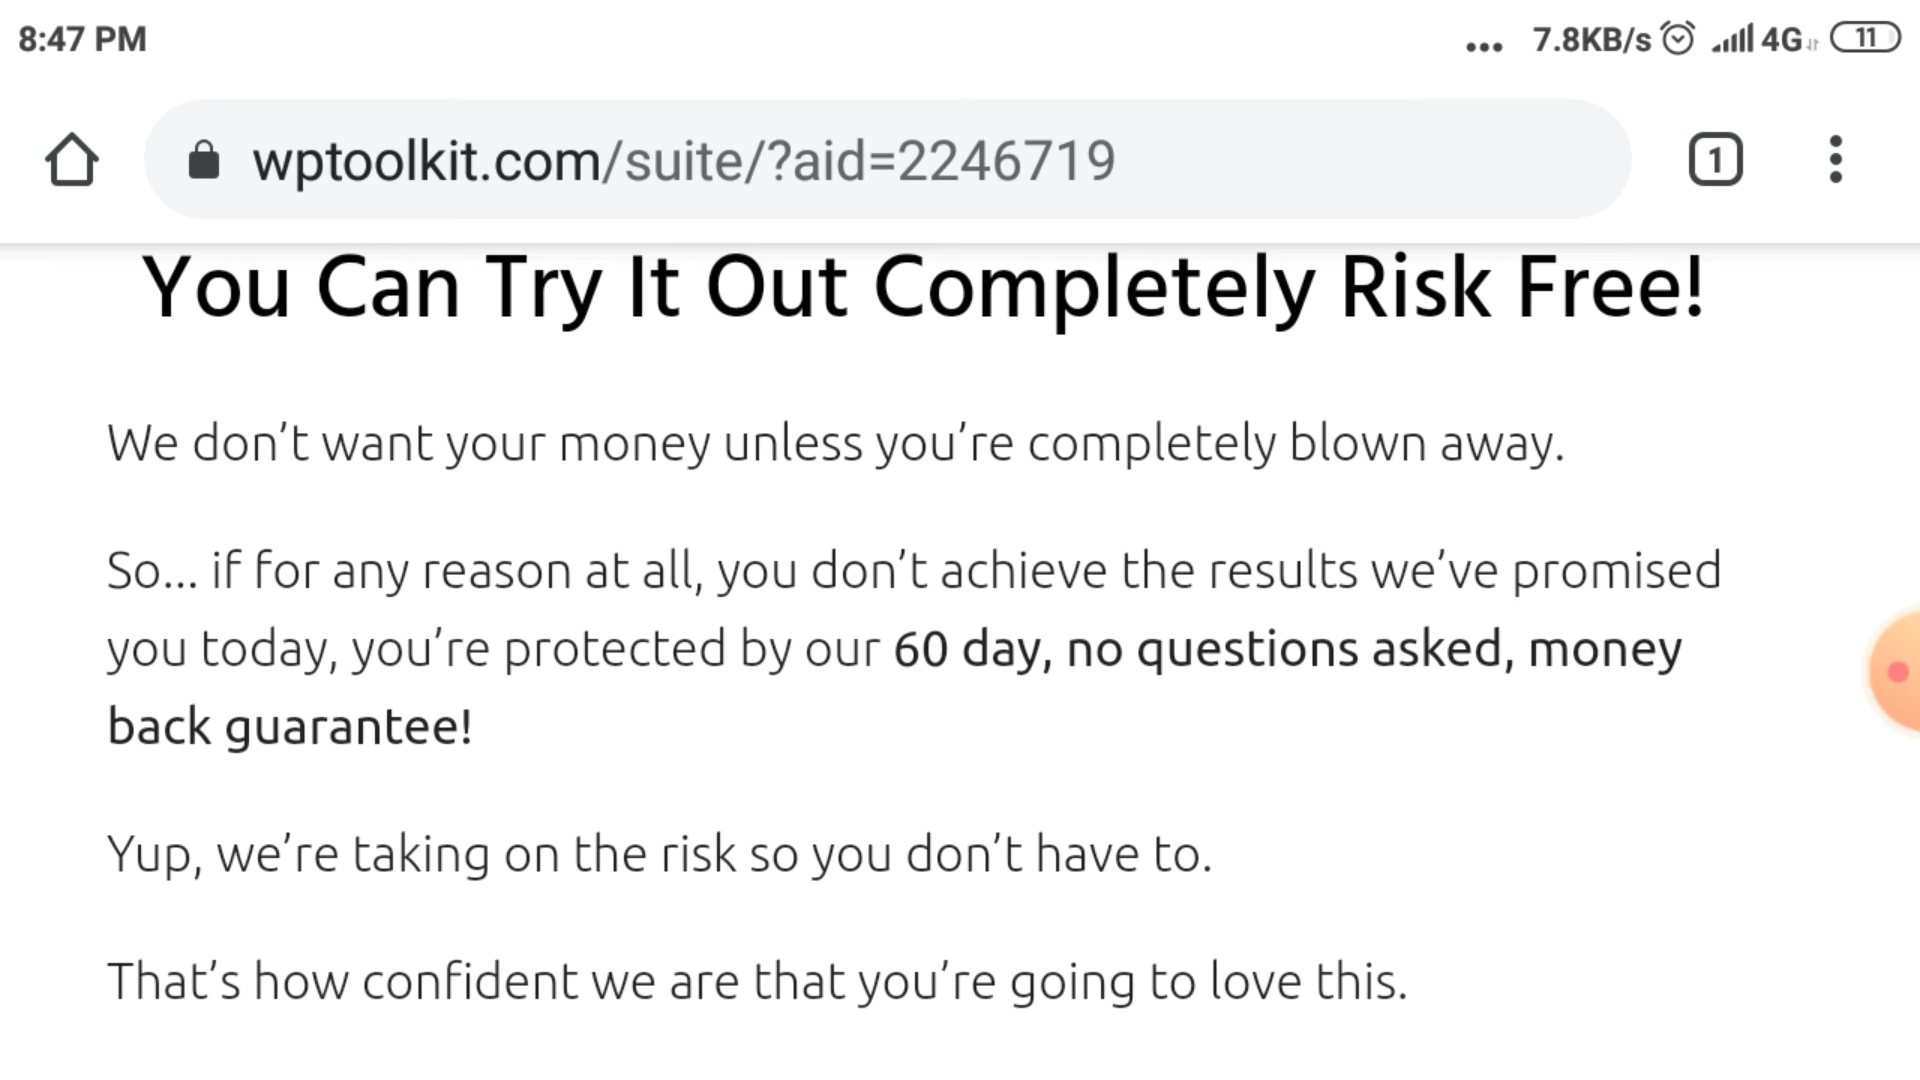 8:47 PM
... 7.8KB/s 4G 11
wptoolkit.com/suite/?aid=2246719
1
You Can Try It Out Completely Risk Free!
We don’t want your money unless you’re completely blown away.
So... if for any reason at all, you don’t achieve the results we’ve promised
you today, you’re protected by our 60 day, no questions asked, money
back guarantee!
Yup, we’re taking on the risk so you don’t have to.
That’s how confident we are that you’re going to love this.